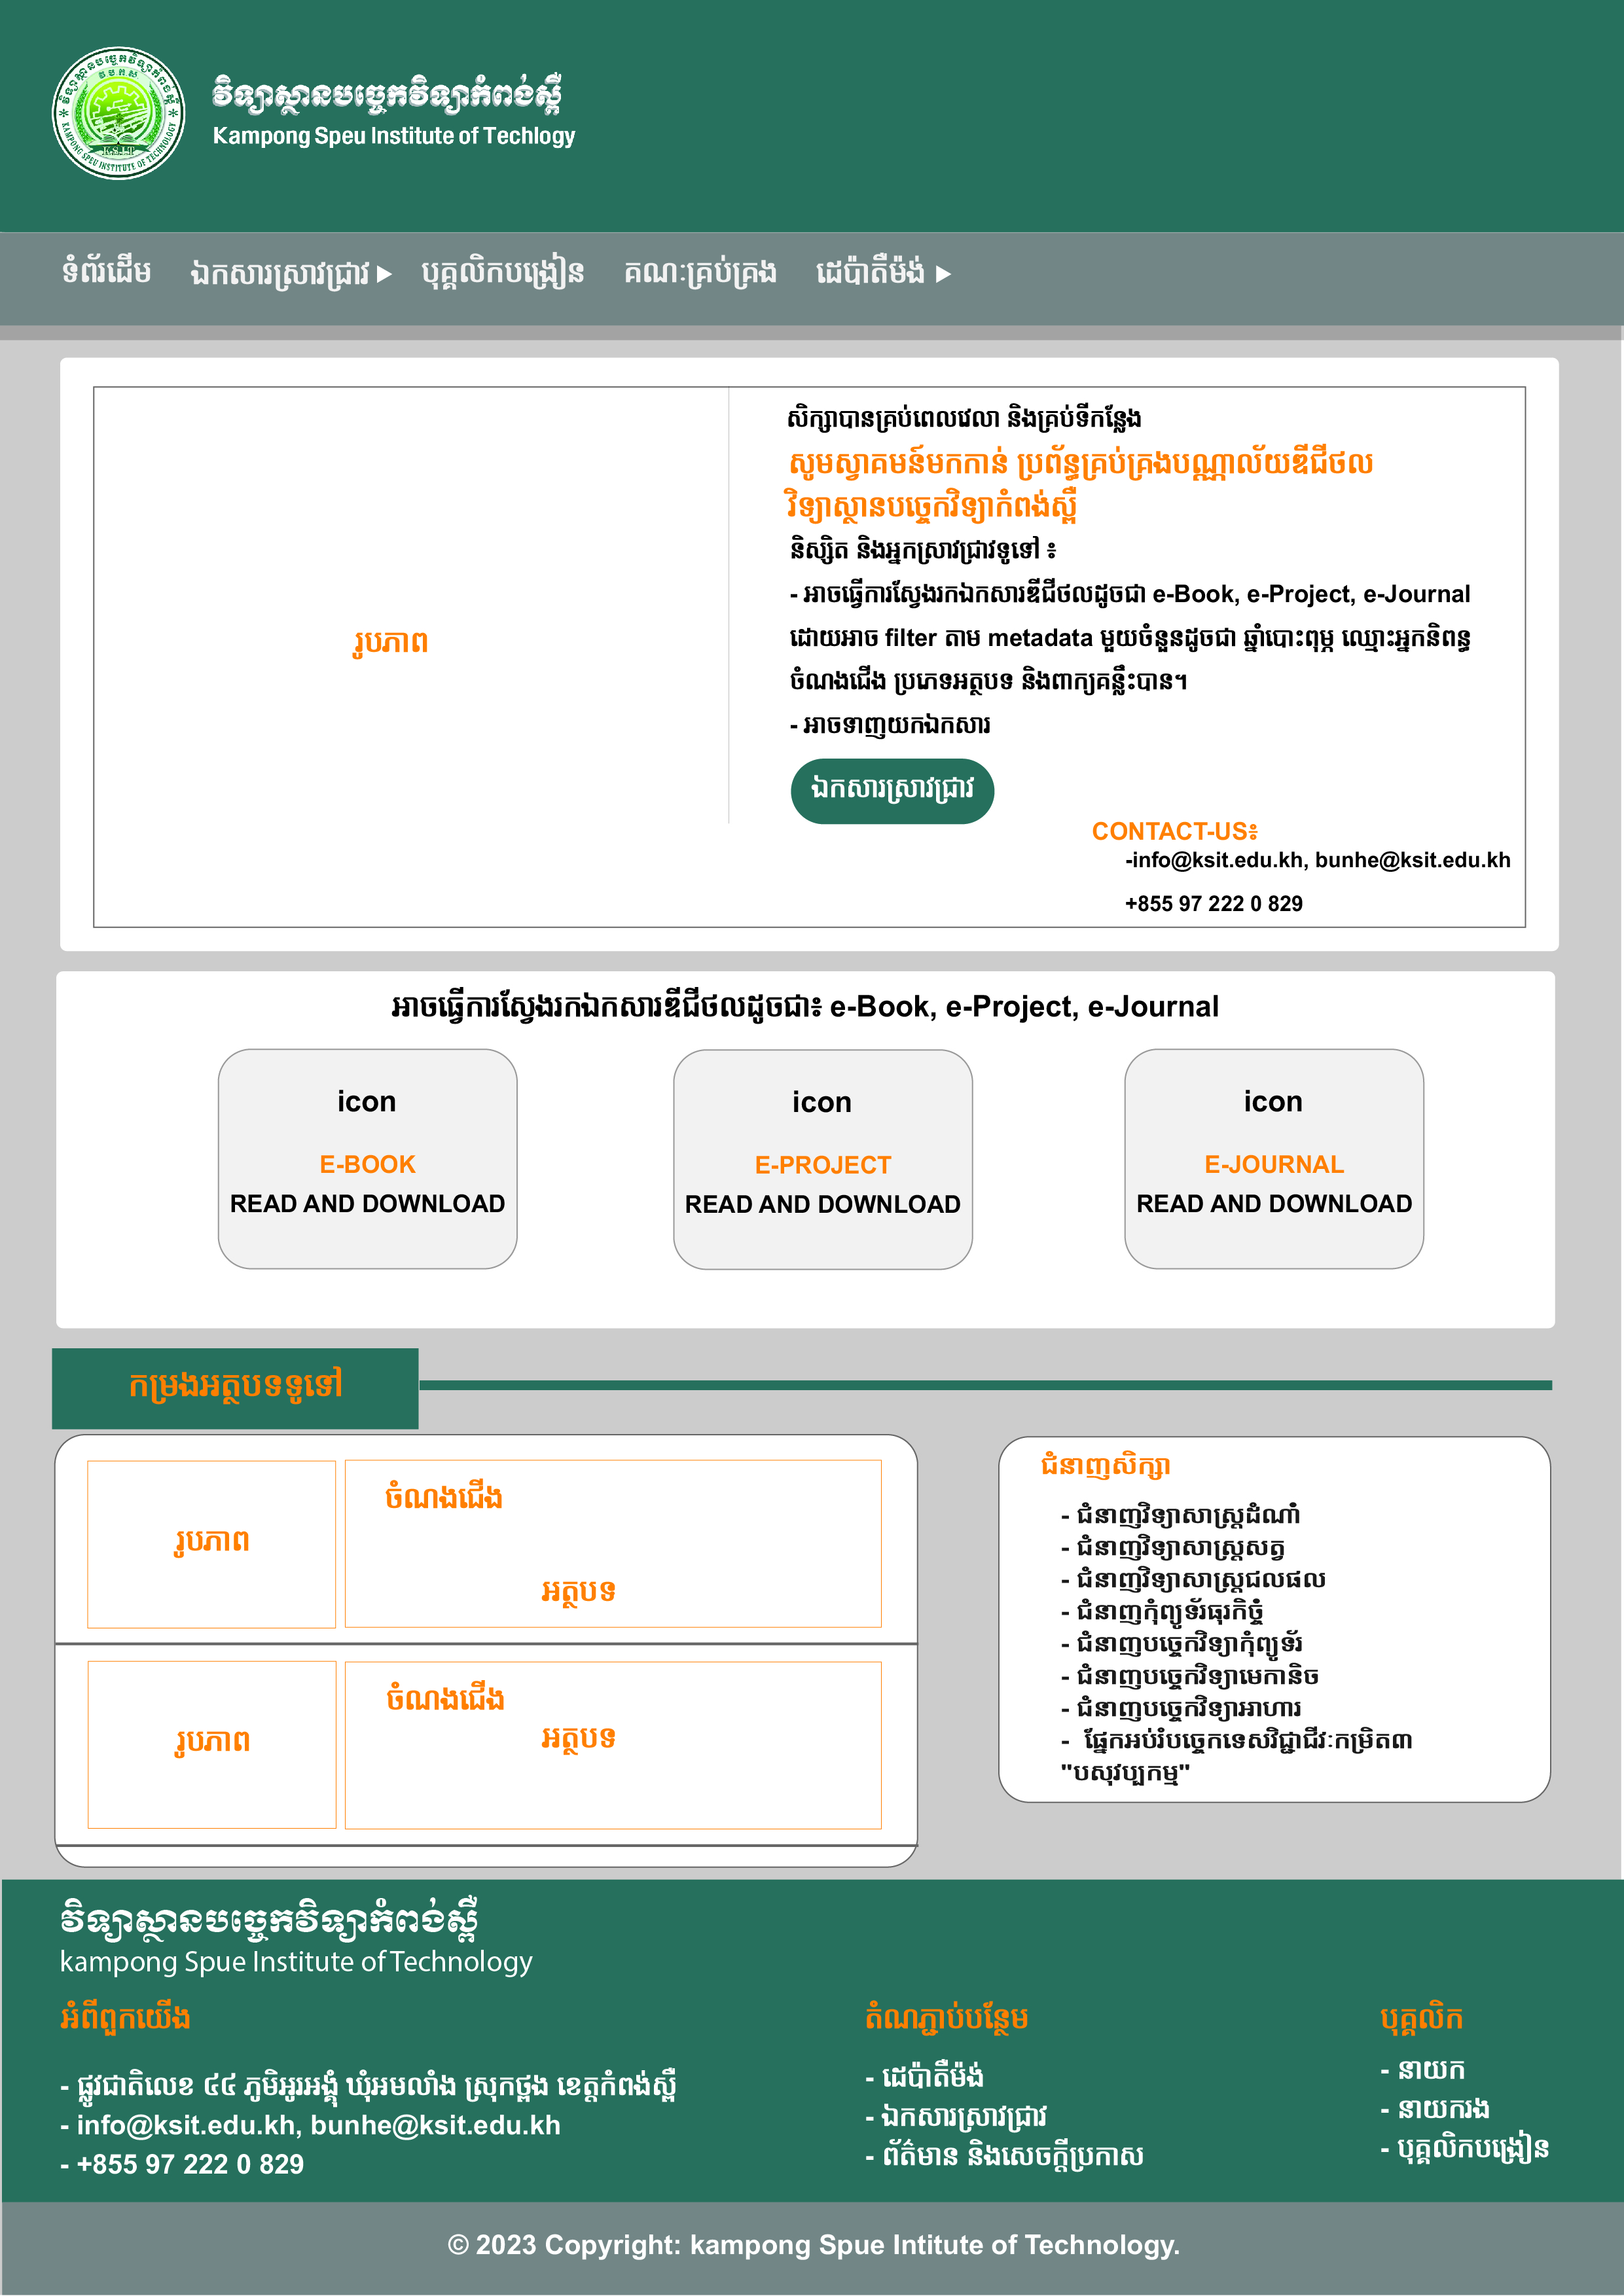 វិទ្យាស្ថានបច្ចេកវិទ្យាកំពង់ស្ពឺ
វ ប ក ស
KAMPONG SPEU INSTITUTE OF TECHNOLOGY
វិទ្យាស្ថានបច្ចេកវិទ្យាកំពង់ស្ពឺ
Kampong Speu Institute of Techlogy
ទំព័រដើម ឯកសារស្រាវជ្រាវ បុគ្គលិកបង្រៀន គណៈគ្រប់គ្រង ដេប៉ាតឺម៉ង់
សិក្សាបានគ្រប់ពេលវេលា និងគ្រប់ទីកន្លែង
សូមស្វាគមន៍មកកាន់ ប្រព័ន្ធគ្រប់គ្រងបណ្ណាល័យឌីជីថល
វិទ្យាស្ថានបច្ចេកវិទ្យាកំពង់ស្ពឺ
និស្សិត និងអ្នកស្រាវជ្រាវទូទៅ ៖
- អាចធ្វើការស្វែងរកឯកសារឌីជីថលដូចជា e-Book, e-Project, e-Journal
រូបភាព
ដោយអាច filter តាម metadata មួយចំនួនដូចជា ឆ្នាំបោះពុម្ភ ឈ្មោះអ្នកនិពន្ធ
ចំណងជើង ប្រភេទអត្ថបទ និងពាក្យគន្លឹះបាន។
- អាចទាញយកឯកសារ
ឯកសារស្រាវជ្រាវ
CONTACT-US៖
-info@ksit.edu.kh, bunhe@ksit.edu.kh
+855 97 222 0 829
អាចធ្វើការស្វែងរកឯកសារឌីជីថលដូចជា៖ e-Book, e-Project, e-Journal
icon
E-BOOK
READ AND DOWNLOAD
icon
E-PROJECT
READ AND DOWNLOAD
icon
E-JOURNAL
READ AND DOWNLOAD
កម្រងអត្ថបទទូទៅ
រូបភាព
ចំណងជើង
អត្ថបទ
រូបភាព
ចំណងជើង
អត្ថបទ
ជំនាញសិក្សា
- ជំនាញវិទ្យាសាស្ត្រដំណាំ
- ជំនាញវិទ្យាសាស្ត្រសត្វ
- ជំនាញវិទ្យាសាស្ត្រជលផល
- ជំនាញកុំព្យូទ័រធុរកិច្ចំ
- ជំនាញបច្ចេកវិទ្យាកុំព្យូទ័រ
- ជំនាញបច្ចេកវិទ្យាមេកានិច
- ជំនាញបច្ចេកវិទ្យាអាហារ
- ផ្នែកអប់រំបច្ចេកទេសវិជ្ជាជីវៈកម្រិត៣
"បសុវប្បកម្ម"
វិទ្យាស្ថានបច្ចេកវិទ្យាកំពង់ស្ពឺ
kampong Spue Institute of Technology
អំពីពួកយើង
- ផ្លូវជាតិលេខ ៤៤ ភូមិអូរអង្គុំ ឃុំអមលាំង ស្រុកថ្ពង ខេត្តកំពង់ស្ពឺ
- info@ksit.edu.kh, bunhe@ksit.edu.kh
- +855 97 222 0 829
តំណភ្ជាប់បន្ថែម
- ដេប៉ាតឺម៉ង់
- ឯកសារស្រាវជ្រាវ
- ព័ត៌មាន និងសេចក្ដីប្រកាស
បុគ្គលិក
- នាយក
- នាយករង
- បុគ្គលិកបង្រៀន
© 2023 Copyright: kampong Spue Intitute of Technology.